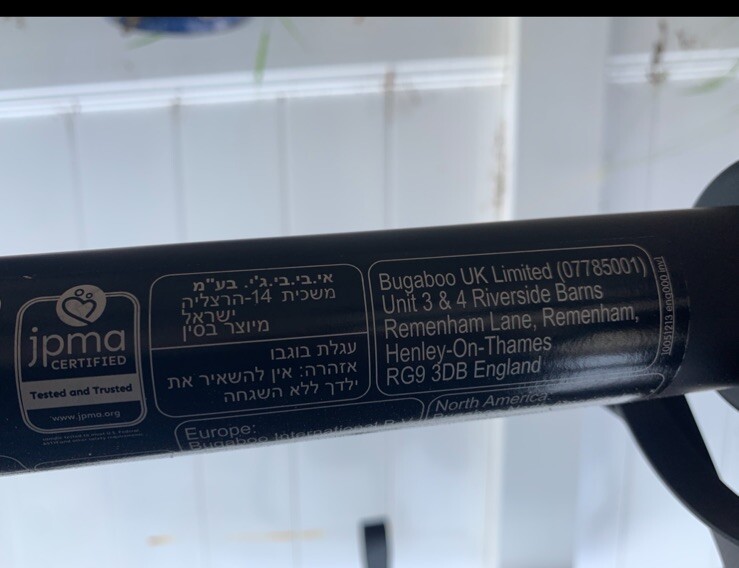 jpma
CERTIFIED
Tested and Trusted
www.jpma.org
אי.בי.בי.ג'י. בע"מ
משכית 14-הרצליה
ישראל
מיוצר בסין
עגלת בוגבו
אזהרה: אין להשאיר את
ילדך ללא השגחה
Bugaboo UK Limited (07785001)
Unit 3 & 4 Riverside Barns
Remenham Lane, Remenham,
Henley-On-Thames
RG9 3DB England
Europe:
Bugaboo International B.V.
North America: